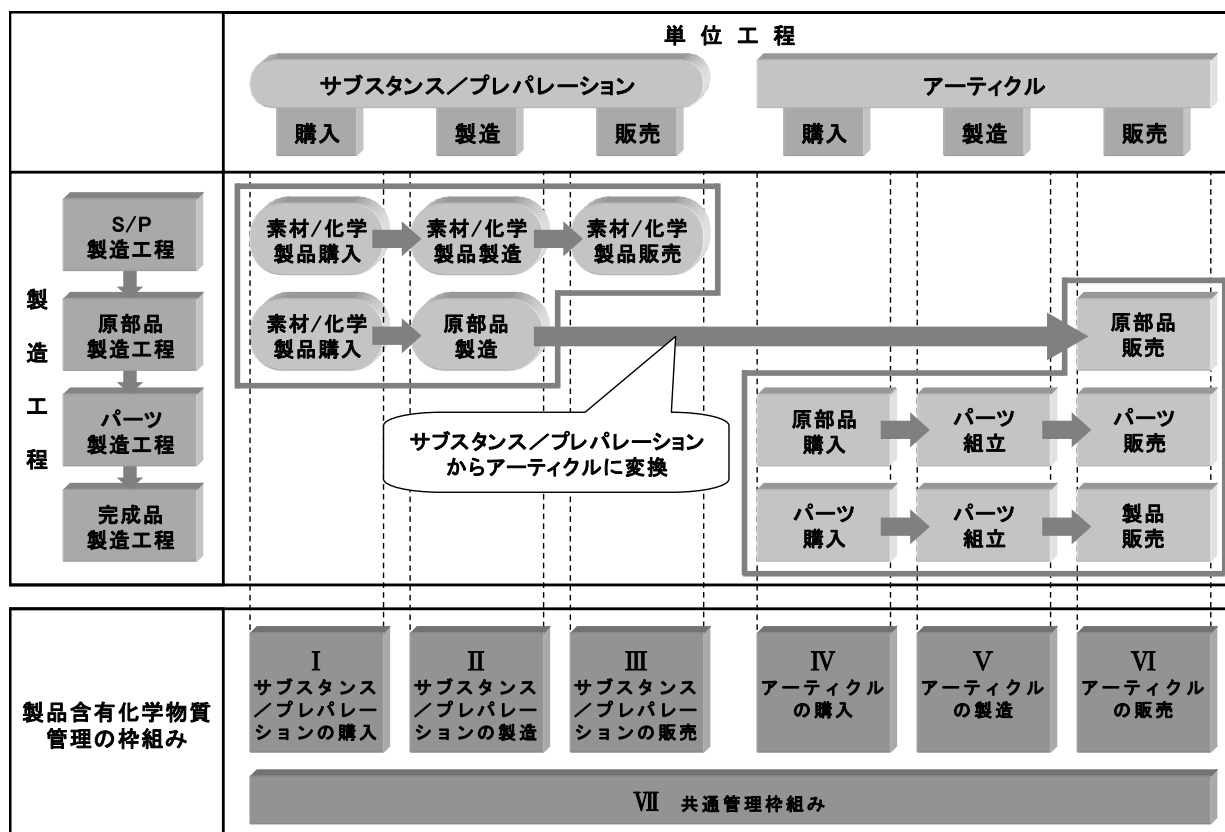 単位工程
サブスタンス／プレパレーション
アーティクル
購入
製造
販売
購入
製造
販売
製造工程
S/P
製造工程
素材/化学
製品購入
素材/化学
製品製造
素材/化学
製品販売
原部品
製造工程
素材/化学
製品購入
原部品
製造
原部品
販売
サブスタンス／プレパレーション
からアーティクルに変換
パーツ
製造工程
原部品
購入
パーツ
組立
パーツ
販売
完成品
製造工程
パーツ
購入
パーツ
組立
製品
販売
製品含有化学物質
管理の枠組み
Ⅰ
サブスタンス
／プレパレー
ションの購入
Ⅱ
サブスタンス
／プレパレー
ションの製造
Ⅲ
サブスタンス
／プレパレー
ションの販売
Ⅳ
アーティクル
の購入
Ⅴ
アーティクル
の製造
Ⅵ
アーティクル
の販売
Ⅶ 共通管理枠組み